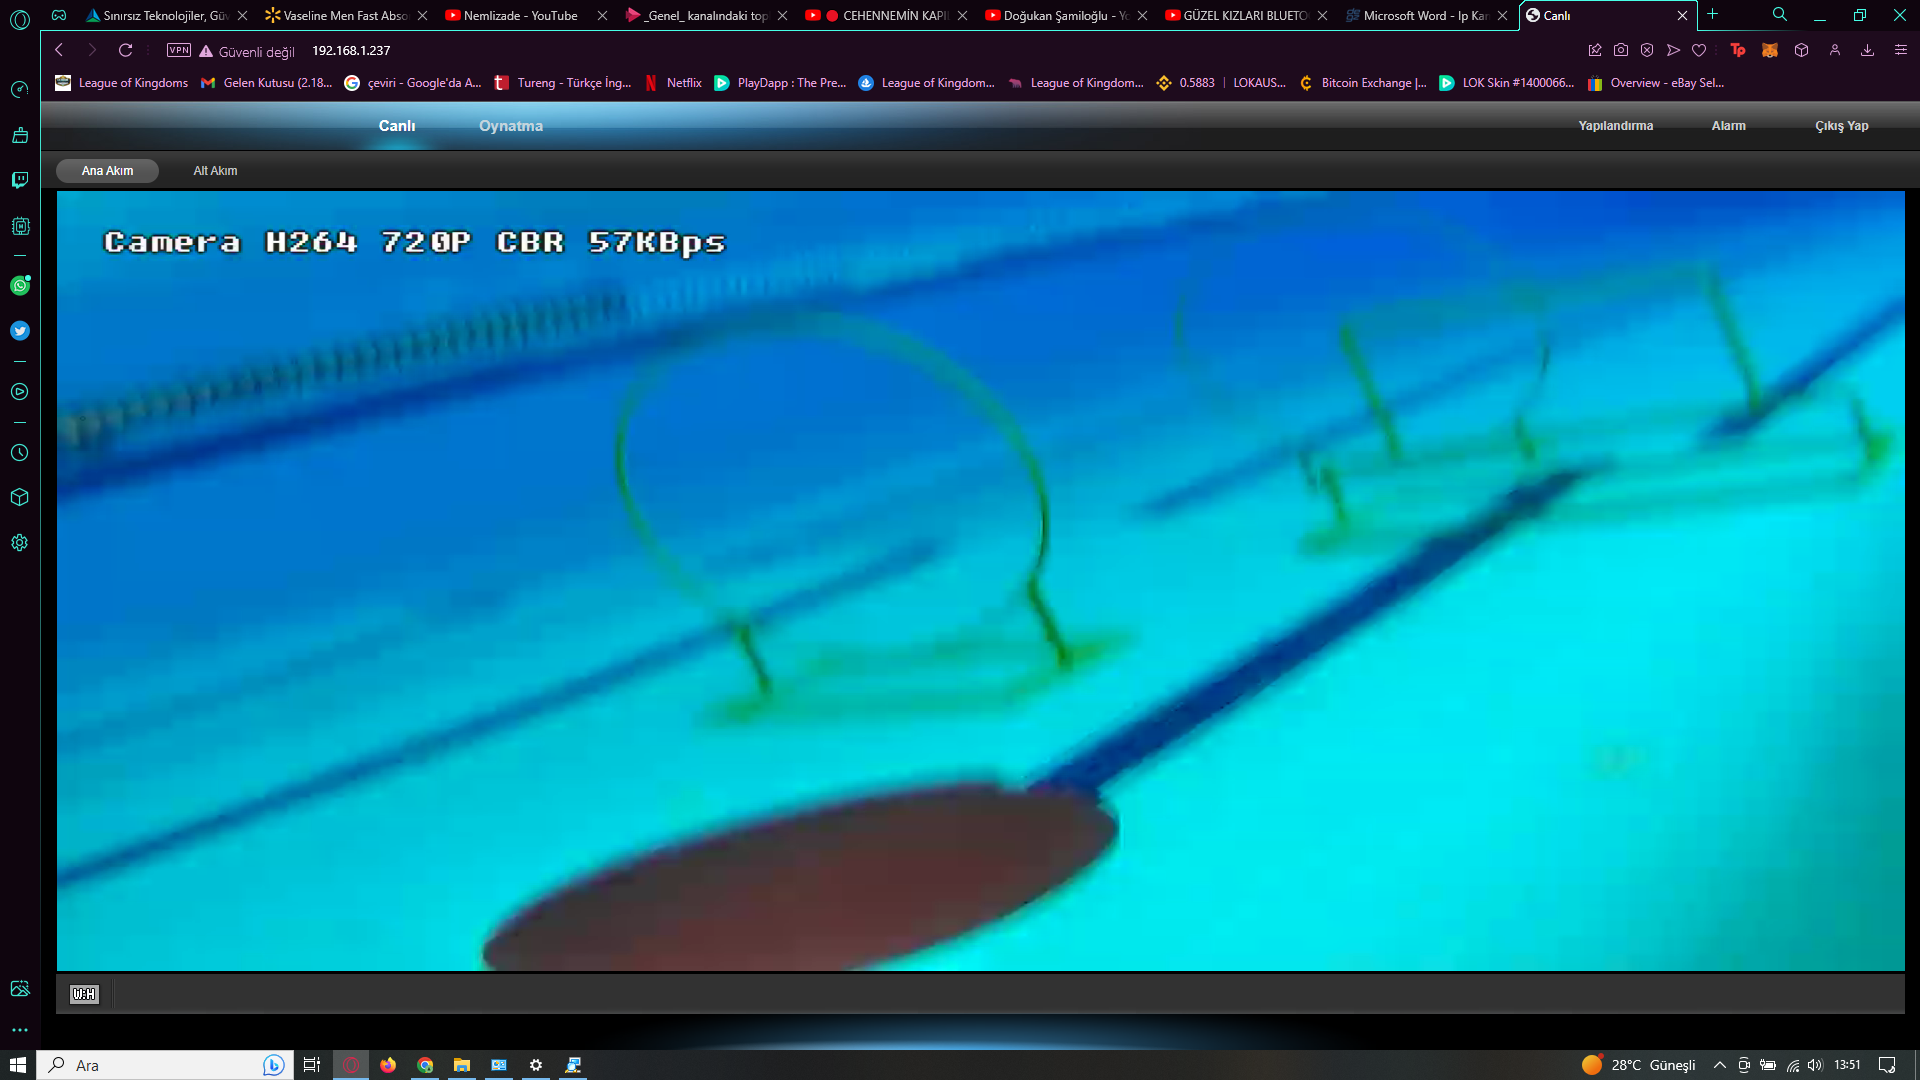 Sınırsız Teknolojiler, Gü
Vaseline Men Fast Abso
Nemlizade - YouTube
_Genel_ kanalındaki top
CEHENNEMİN KAPI
Doğukan Şamiloğlu - Yo
GÜZEL KIZLARI BLUETO
Microsoft Word - Ip Kar
Canlı
VPN
Güvenli değil
192.168.1.237
League of Kingdoms
Gelen Kutusu (2.18...
çeviri - Google'da A...
Tureng - Türkçe İng...
Netflix
PlayDapp : The Pre...
League of Kingdom...
League of Kingdom...
0.5883 | LOKAUS...
Bitcoin Exchange |...
LOK Skin #1400066...
Overview - eBay Sel...
Canlı
Oynatma
Yapılandırma
Alarm
Çıkış Yap
Ana Akım
Alt Akım
Camera H264 720P CBR 57KBps
W:H
Ara
28°C Güneşli
13:51